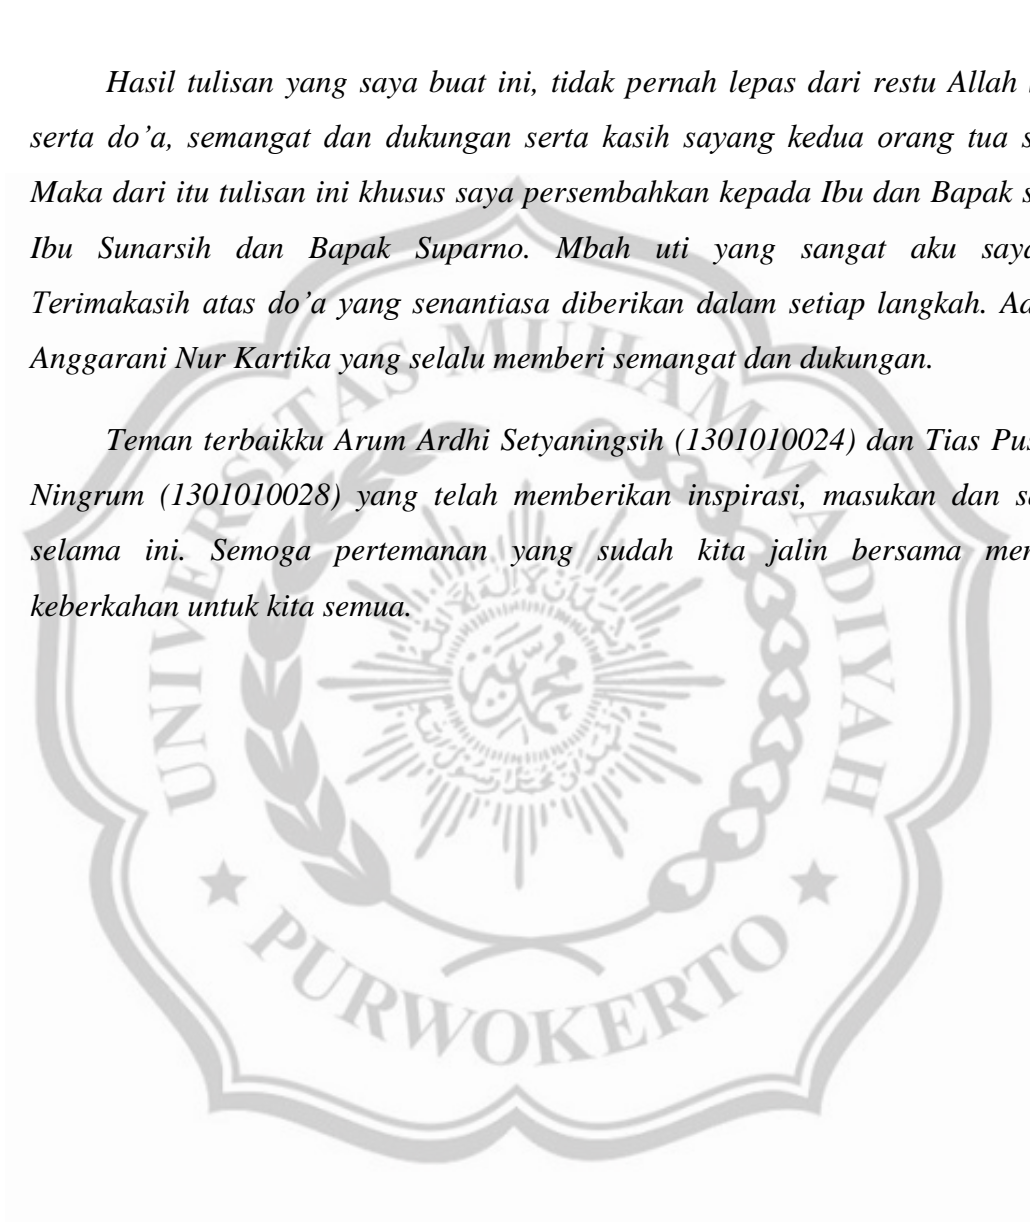 Hasil tulisan yang saya buat ini, tidak pernah lepas dari restu Allah
serta do’a, semangat dan dukungan serta kasih sayang kedua orang tua
Maka dari itu tulisan ini khusus saya persembahkan kepada Ibu dan Bapak
Ibu Sunarsih dan Bapak Suparno. Mbah uti yang sangat aku
Terimakasih atas do’a yang senantiasa diberikan dalam setiap langkah.
Anggarani Nur Kartika yang selalu memberi semangat dan dukungan.
Teman terbaikku Arum Ardhi Setyaningsih (1301010024) dan Tias
Ningrum (1301010028) yang telah memberikan inspirasi, masukan dan
selama ini. Semoga pertemanan yang sudah kita jalin bersama
keberkahan untuk kita semua.
UNIVERSITAS MUHAMMADIYAH
PURWOKERTO